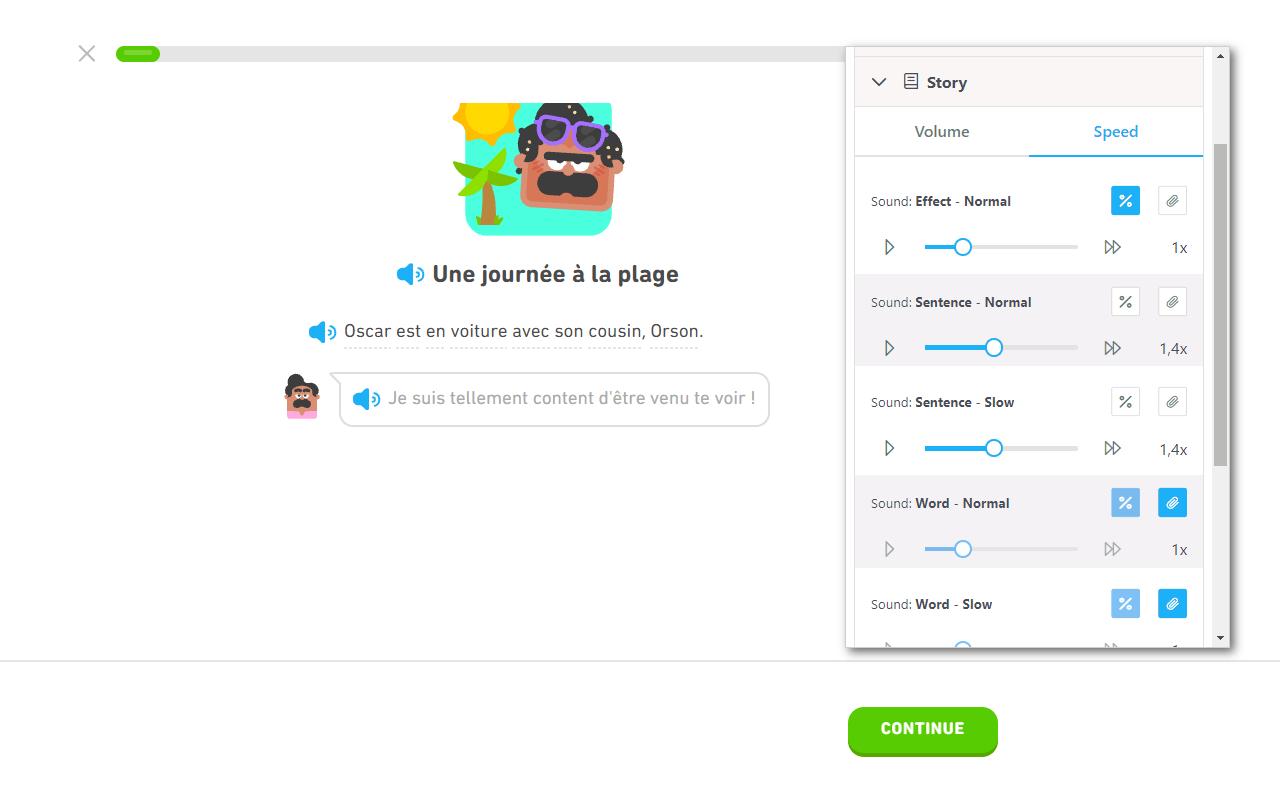 Story
Volume Speed
Sound: Effect - Normal
1x
Sound: Sentence - Normal
1,4x
Sound: Sentence - Slow
1,4x
Sound: Word - Normal
1x
Sound: Word - Slow
Une journée à la plage
Oscar est en voiture avec son cousin, Orson.
Je suis tellement content d'être venu te voir !
CONTINUE